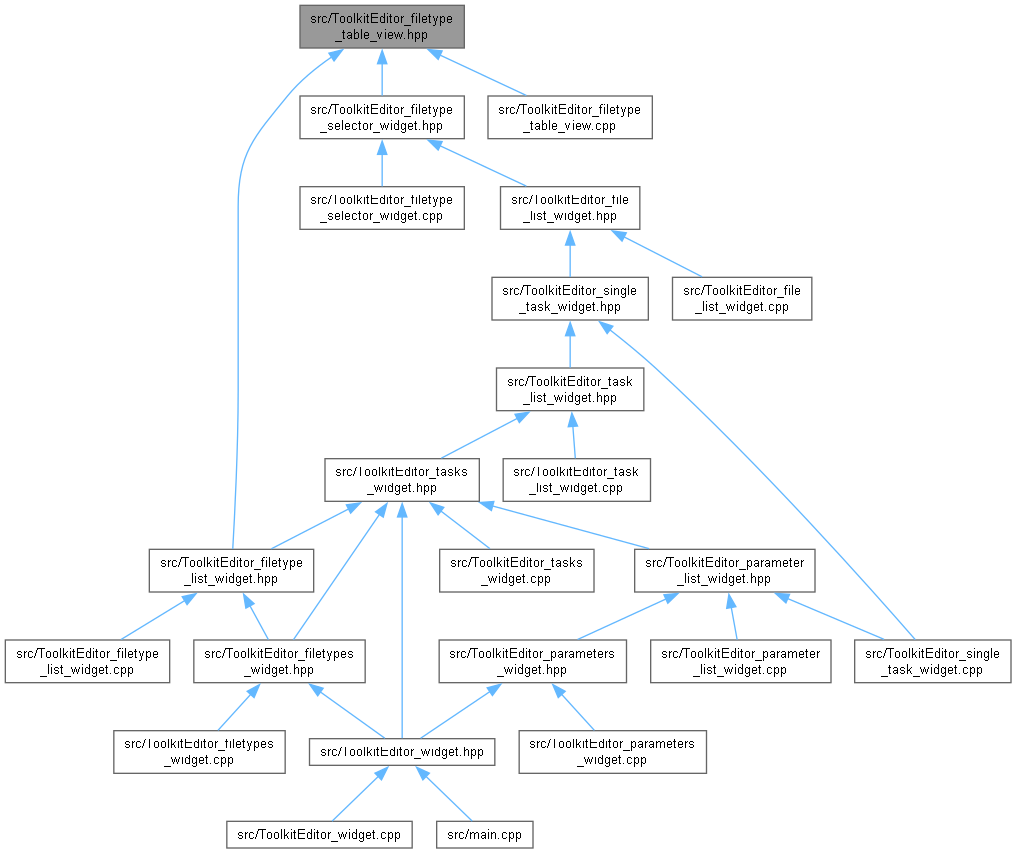 src/ToolkitEditor_filetype
_table_view.hpp
src/ToolkitEditor_filetype
_selector_widget.hpp
src/ToolkitEditor_filetype
_table_view.cpp
src/ToolkitEditor_filetype
_selector_widget.cpp
src/ToolkitEditor_file
_list_widget.hpp
src/ToolkitEditor_single
_task_widget.hpp
src/ToolkitEditor_file
_list_widget.cpp
src/ToolkitEditor_task
_list_widget.hpp
src/ToolkitEditor_tasks
_widget.hpp
src/ToolkitEditor_task
_list_widget.cpp
src/ToolkitEditor_filetype
_list_widget.hpp
src/ToolkitEditor_tasks
_widget.cpp
src/ToolkitEditor_parameter
_list_widget.hpp
src/ToolkitEditor_filetype
_list_widget.cpp
src/ToolkitEditor_filetypes
_widget.hpp
src/ToolkitEditor_parameters
_widget.hpp
src/ToolkitEditor_parameter
_list_widget.cpp
src/ToolkitEditor_single
_task_widget.cpp
src/ToolkitEditor_filetypes
_widget.cpp
src/ToolkitEditor_widget.hpp
src/ToolkitEditor_parameters
_widget.cpp
src/ToolkitEditor_widget.cpp
src/main.cpp